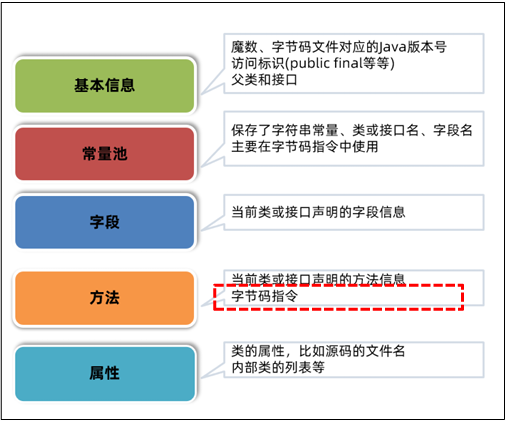 基本信息
魔数、字节码文件对应的Java版本号
访问标识(public final等等)
父类和接口
常量池
保存了字符串常量、类或接口名、字段名
主要在字节码指令中使用
字段
当前类或接口声明的字段信息
方法
当前类或接口声明的方法信息
字节码指令
属性
类的属性，比如源码的文件名
内部类的列表等